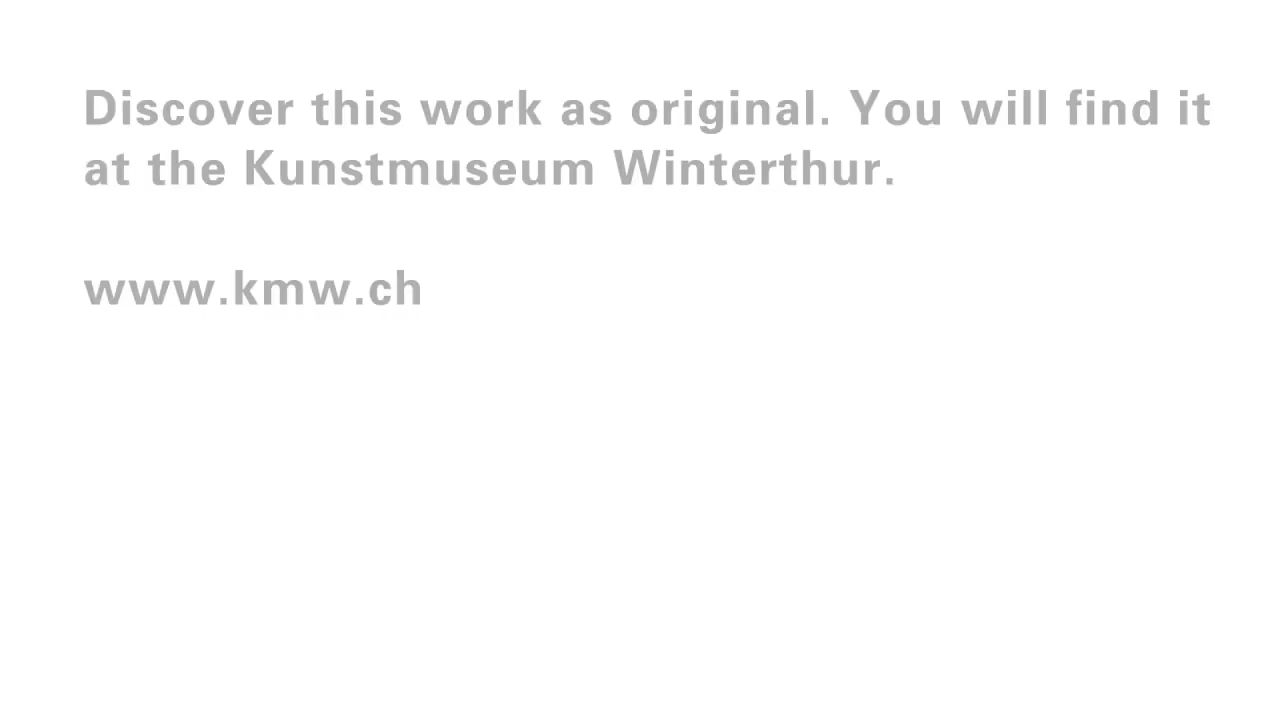 Discover this work as original. You will find it
at the Kunstmuseum Winterthur.
www.kmw.ch